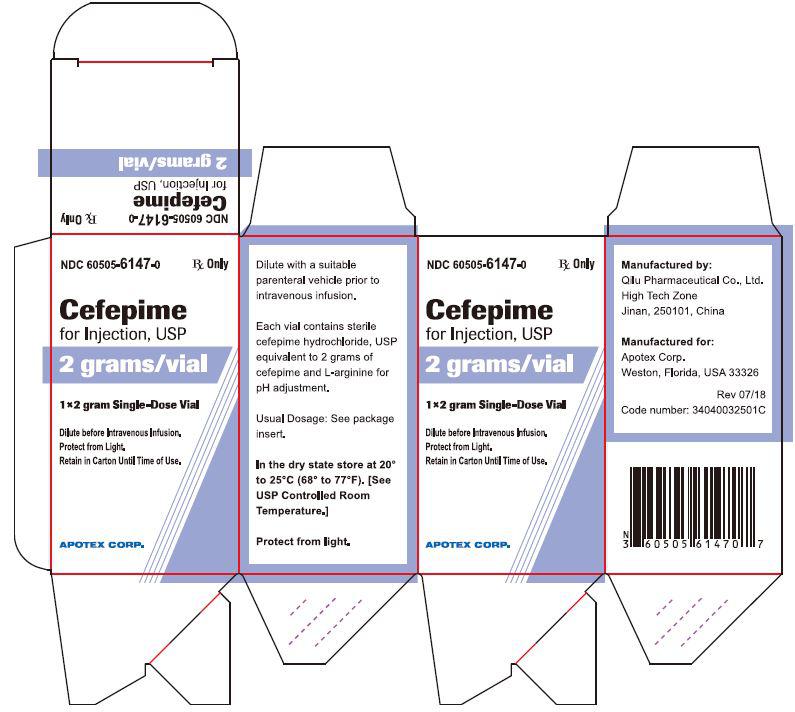 2 grams/vial
for Injection, USP
Cefepime
NDC 60505-6147-0 Rx Only
NDC 60505-6147-0 Rx Only
Cefepime
for Injection, USP
2 grams/vial
1×2 gram Single-Dose Vial
Dilute before Intravenous Infusion.
Protect from Light.
Retain in Carton Until Time of Use.
APOTEX CORP.
Dilute with a suitable
parenteral vehicle prior to
intravenous infusion.
Each vial contains sterile
cefepime hydrochloride, USP
equivalent to 2 grams of
cefepime and L-arginine for
pH adjustment.
Usual Dosage: See package
insert.
In the dry state store at 20°
to 25°C (68° to 77°F). [See
USP Controlled Room
Temperature.]
Protect from light.
NDC 60505-6147-0 Rx Only
Cefepime
for Injection, USP
2 grams/vial
1×2 gram Single-Dose Vial
Dilute before Intravenous Infusion.
Protect from Light.
Retain in Carton Until Time of Use.
APOTEX CORP.
Manufactured by:
Qilu Pharmaceutical Co., Ltd.
High Tech Zone
Jinan, 250101, China
Manufactured for:
Apotex Corp.
Weston, Florida, USA 33326
Rev 07/18
Code number: 34040032501C
N
3 60505 61470 7